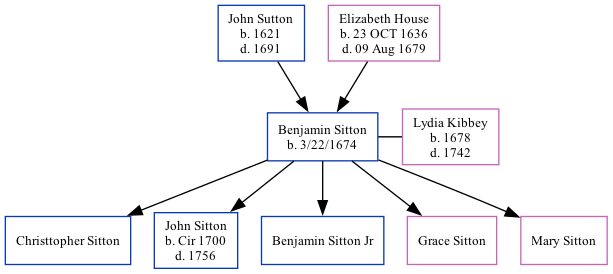 John Sutton
b. 1621
d. 1691
Elizabeth House
b. 23 OCT 1636
d. 09 Aug 1679
Benjamin Sitton
b. 3/22/1674
Lydia Kibbey
b. 1678
d. 1742
Christtopher Sitton
John Sitton
b. Cir 1700
d. 1756
Benjamin Sitton Jr
Grace Sitton
Mary Sitton